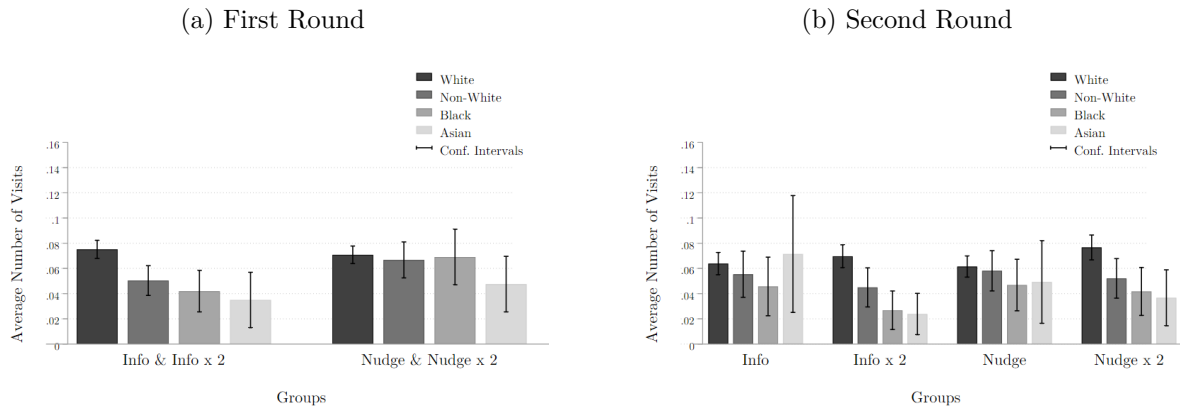 (a) First Round
White
Non-White
Black
Asian
Conf. Intervals
Average Number of Visits
.16
.14
.12
.1
.08
.06
.04
.02
0
Info & Info x 2
Nudge & Nudge x 2
Groups
(b) Second Round
White
Non-White
Black
Asian
Conf. Intervals
Average Number of Visits
.16
.14
.12
.1
.08
.06
.04
.02
0
Info
Info x 2
Nudge
Nudge x 2
Groups